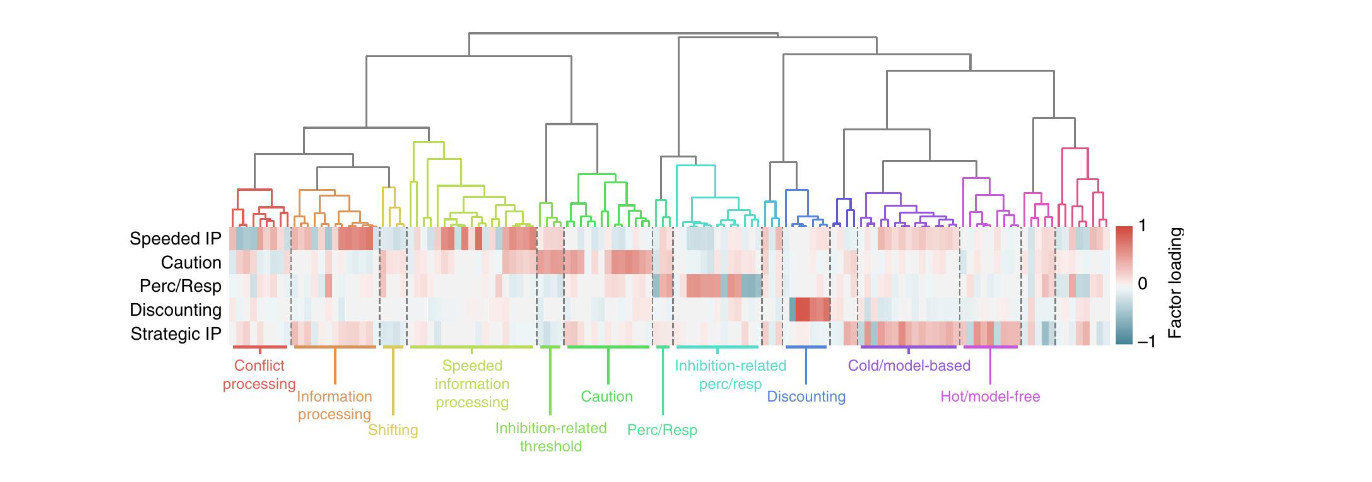 Speeded IP
Caution
Perc/Resp
Discounting
Strategic IP
1
0
−1
Factor loading
Conflict
processing
Information
processing
Shifting
Speeded
information
processing
Inhibition-related
threshold
Caution
Perc/Resp
Inhibition-related
perc/resp
Discounting
Cold/model-based
Hot/model-free